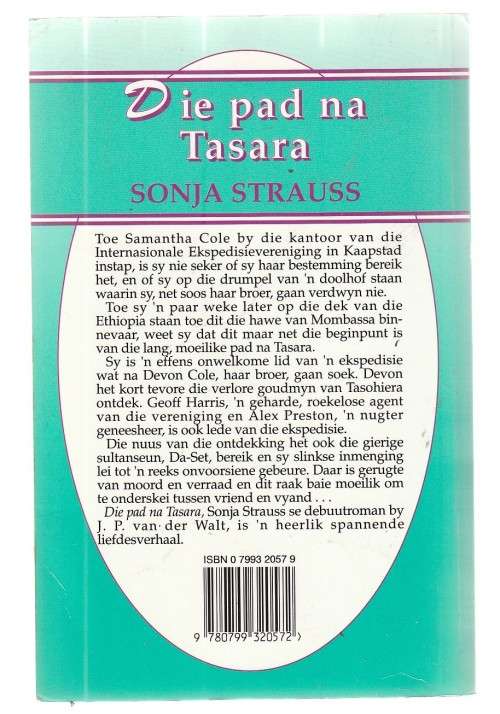 Die pad na
Tasara
SONJA STRAUSS
Toe Samantha Cole by die kantoor van die
Internasionale Ekspedisievereniging in Kaapstad
instap, is sy nie seker of sy haar bestemming bereik
het, en of sy op die drumpel van 'n doolhof staan
waarin sy, net soos haar broer, gaan verdwyn nie.
Toe sy 'n paar weke later op die dek van die
Ethiopia staan toe dit die hawe van Mombassa bin-
nevaar, weet sy dat dit maar net die beginpunt is
van die lang, moeilike pad na Tasara.
Sy is 'n effens onwelkome lid van 'n ekspedisie
wat na Devon Cole, haar broer, gaan soek. Devon
het kort tevore die verlore goudmyn van Tasohiera
ontdek. Geoff Harris, 'n geharde, roekelose agent
van die vereniging en Alex Preston, 'n nugter
geneesheer, is ook lede van die ekspedisie.
Die nuus van die ontdekking het ook die gierige
sultanseun, Da-Set, bereik en sy slinkse inmenging
lei tot 'n reeks onvoorsiene gebeure. Daar is gerugte
van moord en verraad en dit raak baie moeilik om
te onderskei tussen vriend en vyand . . .
Die pad na Tasara, Sonja Strauss se debuutroman by
J. P. van der Walt, is 'n heerlik spannende
liefdesverhaal.
ISBN 0 7993 2057 9
9 780799 320572